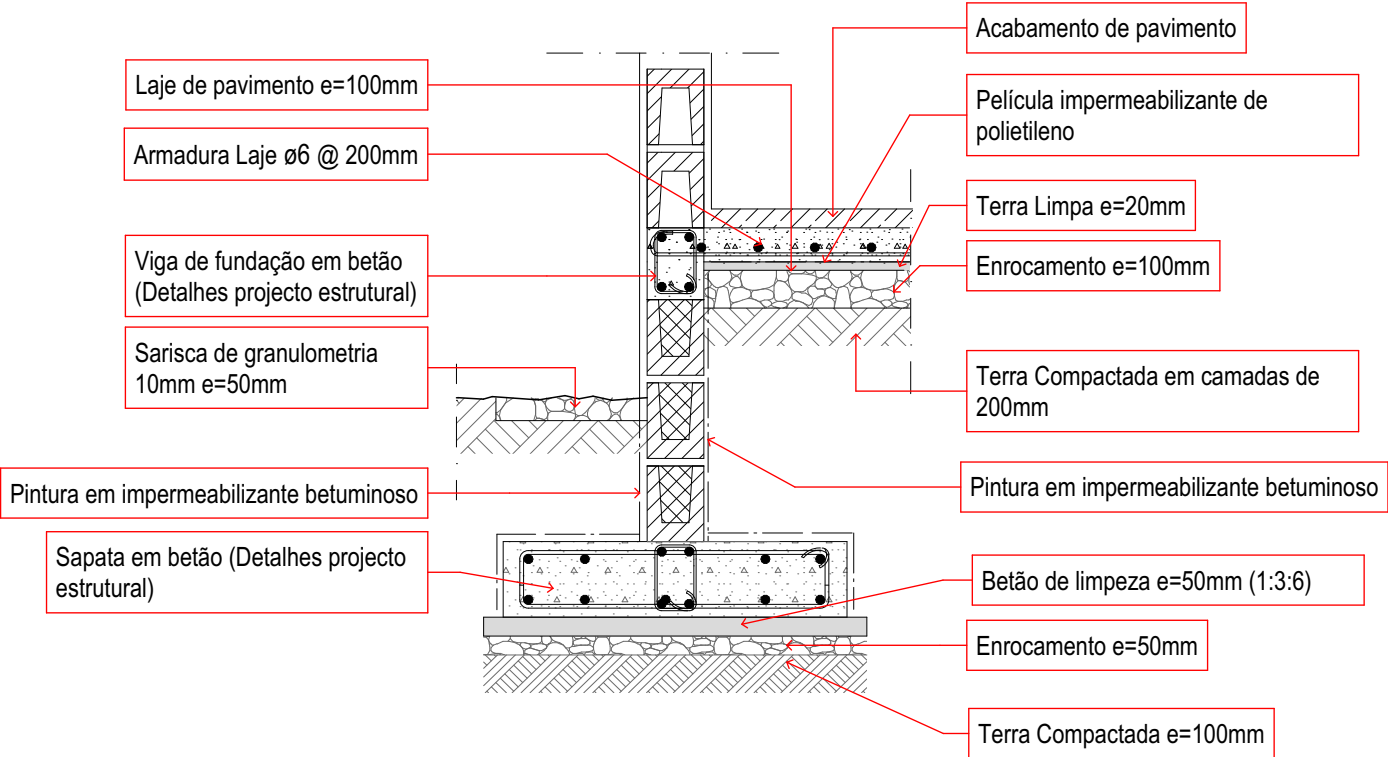 Acabamento de pavimento
Laje de pavimento e=100mm
Película impermeabilizante de
polietileno
Armadura Laje ø6 @ 200mm
Terra Limpa e=20mm
Viga de fundação em betão
(Detalhes projecto estrutural)
Enrocamento e=100mm
Sarisca de granulometria
10mm e=50mm
Terra Compactada em camadas de
200mm
Pintura em impermeabilizante betuminoso
Pintura em impermeabilizante betuminoso
Sapata em betão (Detalhes projecto
estrutural)
Betão de limpeza e=50mm (1:3:6)
Enrocamento e=50mm
Terra Compactada e=100mm